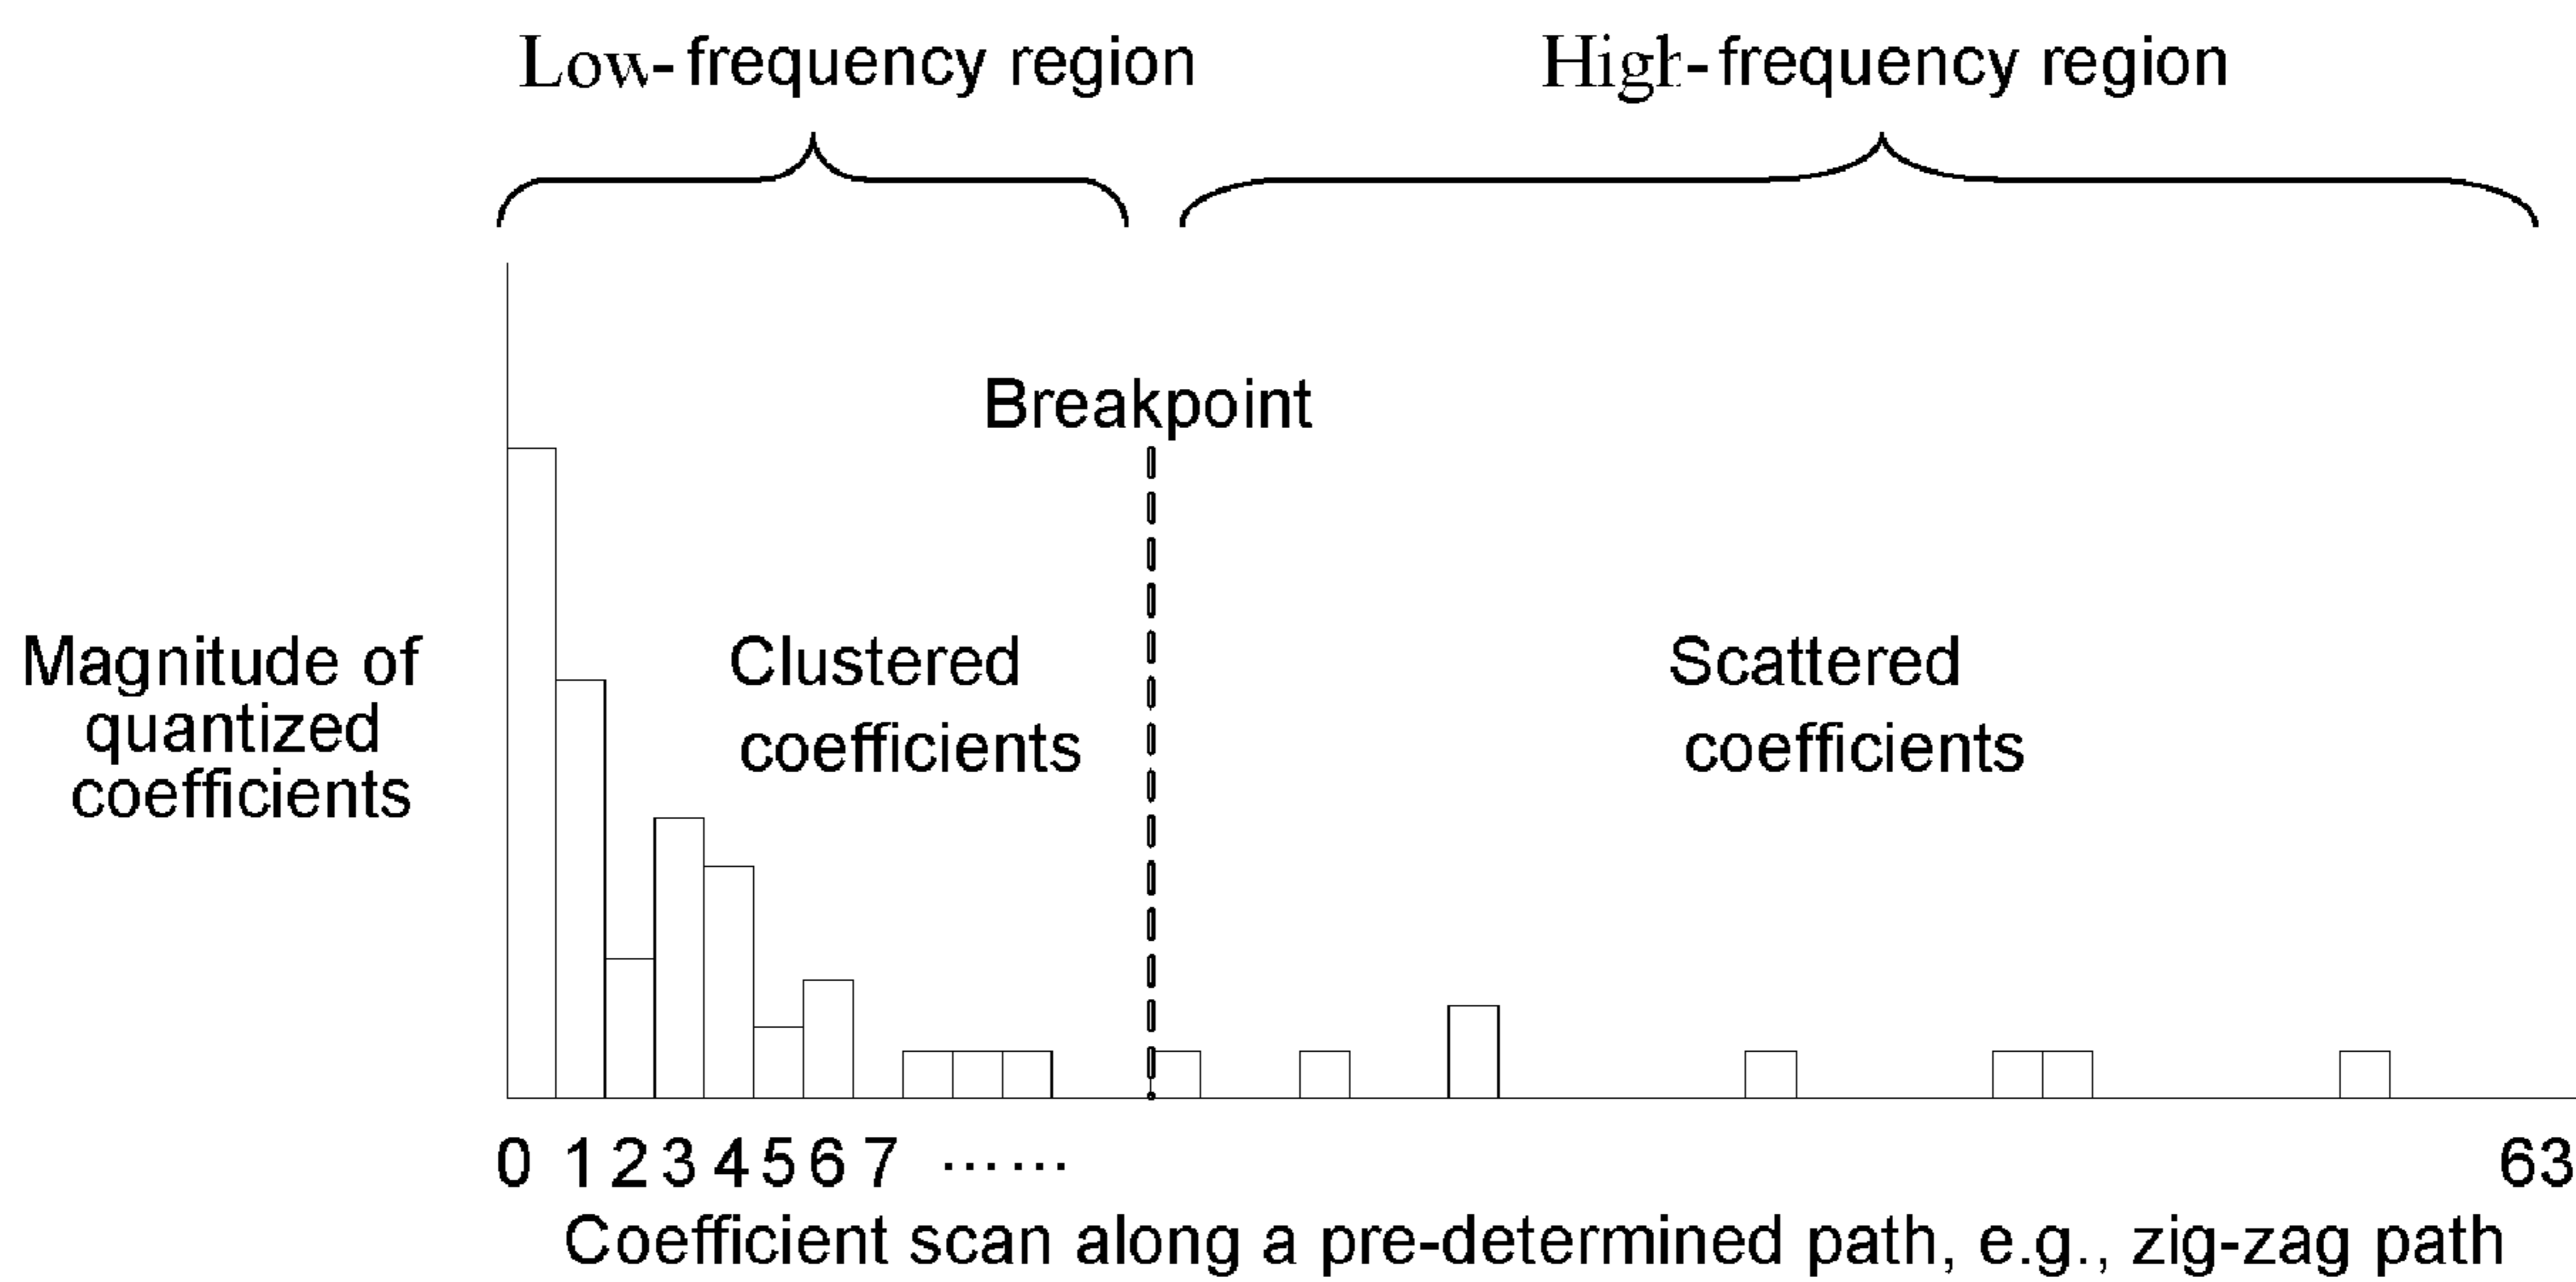 Low-frequency region
High-frequency region
Breakpoint
Magnitude of
quantized
coefficients
Clustered
coefficients
Scattered
coefficients
0 1 2 3 4 5 6 7 …… 63
Coefficient scan along a pre-determined path, e.g., zig-zag path